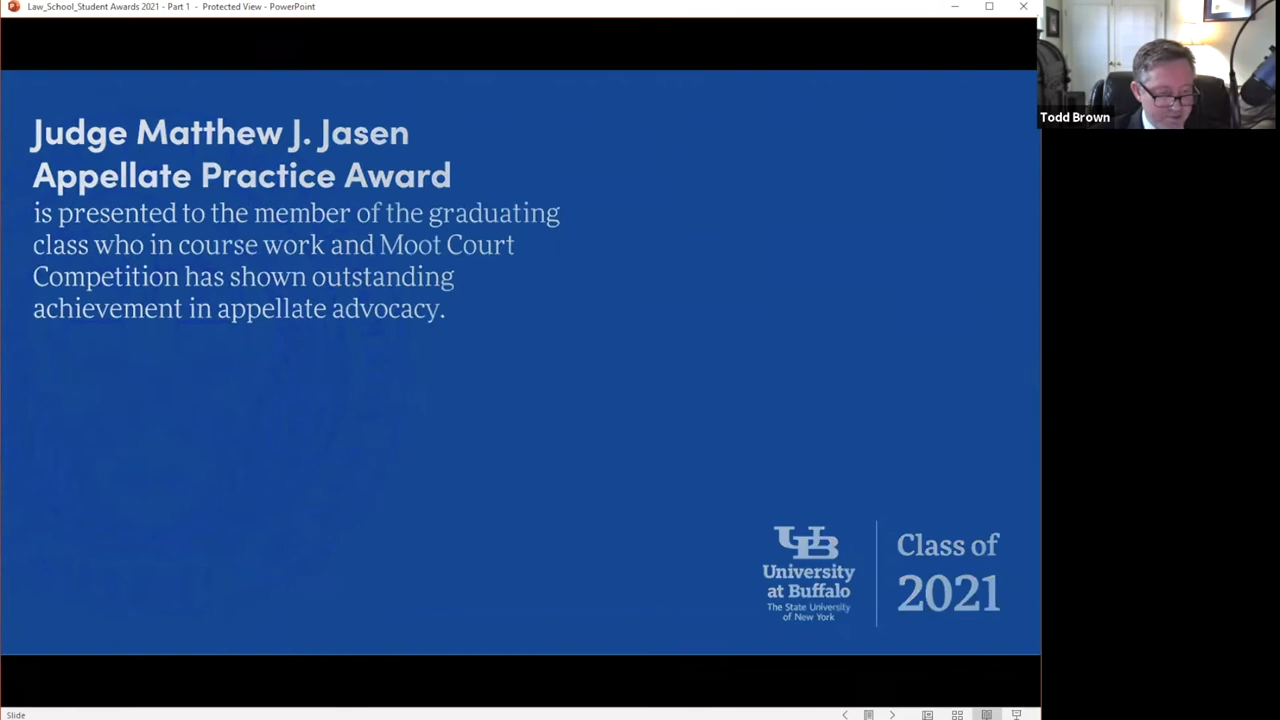 Law_School_Student Awards 2021 - Part 1 - Protected View - PowerPoint
Todd Brown
Judge Matthew J. Jasen
Appellate Practice Award
is presented to the member of the graduating
class who in course work and Moot Court
Competition has shown outstanding
achievement in appellate advocacy.
UB
University
at Buffalo
The State University
of New York
Class of
2021
Slide